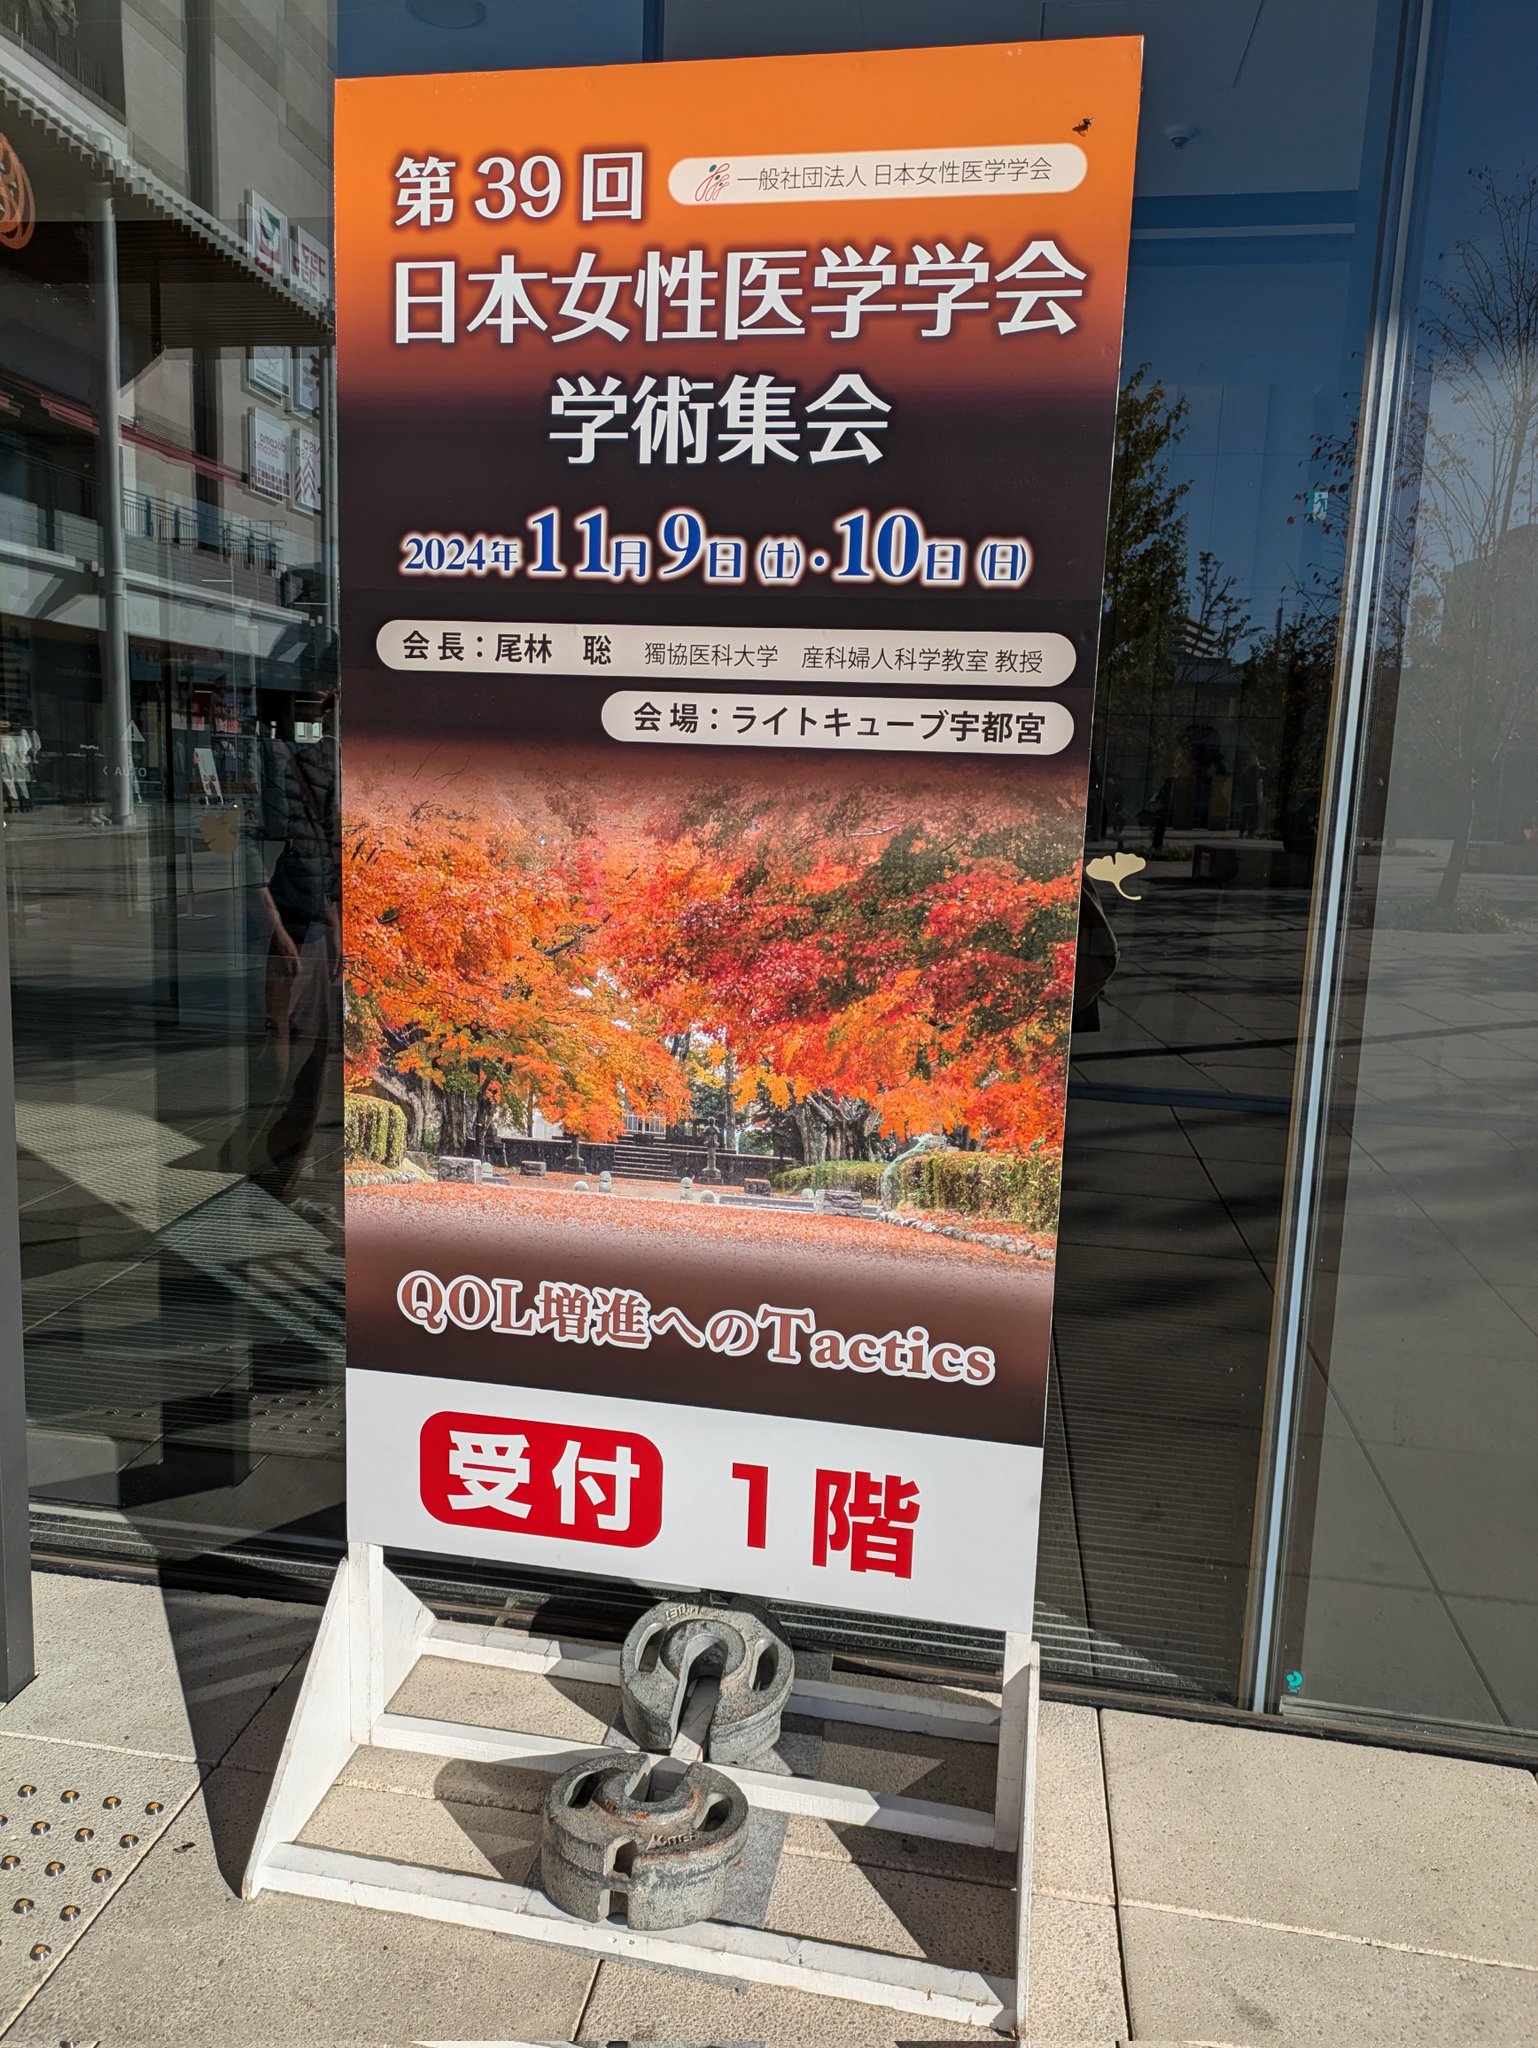 第39回
一般社団法人 日本女性医学学会
日本女性医学学会
学術集会
2024年11月9日(土)・10日(日)
会長:尾林 聡 獨協医科大学 産科婦人科学教室 教授
会場:ライトキューブ宇都宮
QOL増進へのTactics
受付 1階